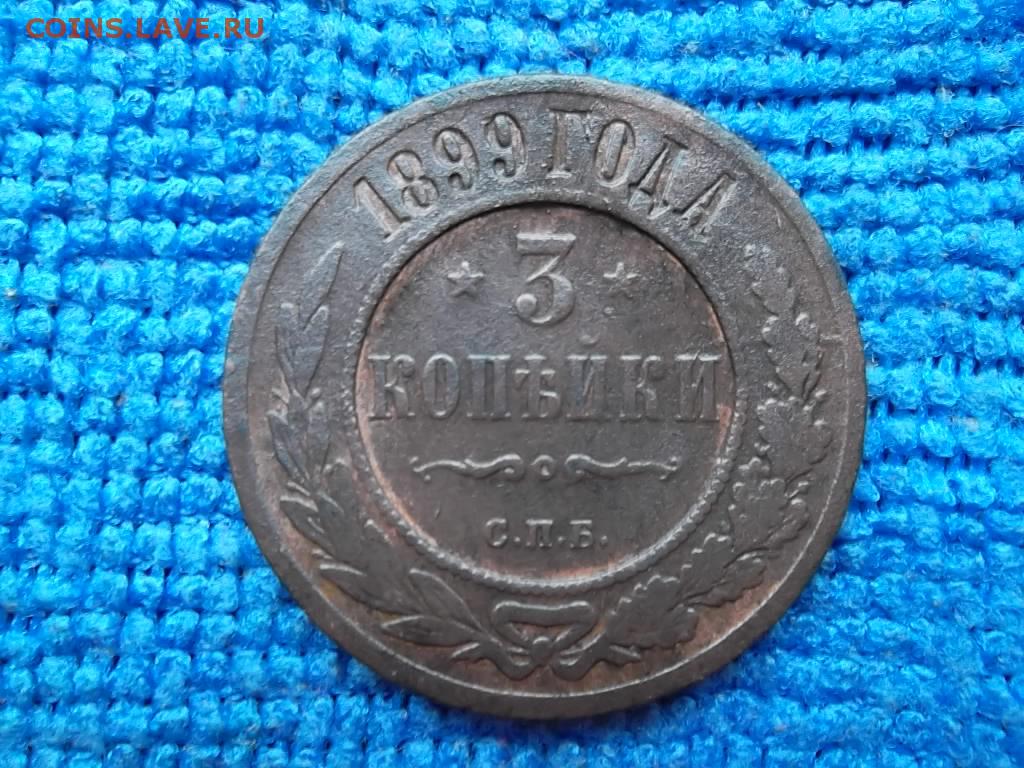 COINS.LAVE.RU
1899 ГОДА
★ 3 ★
КОПѢЙКИ
С.П.Б.